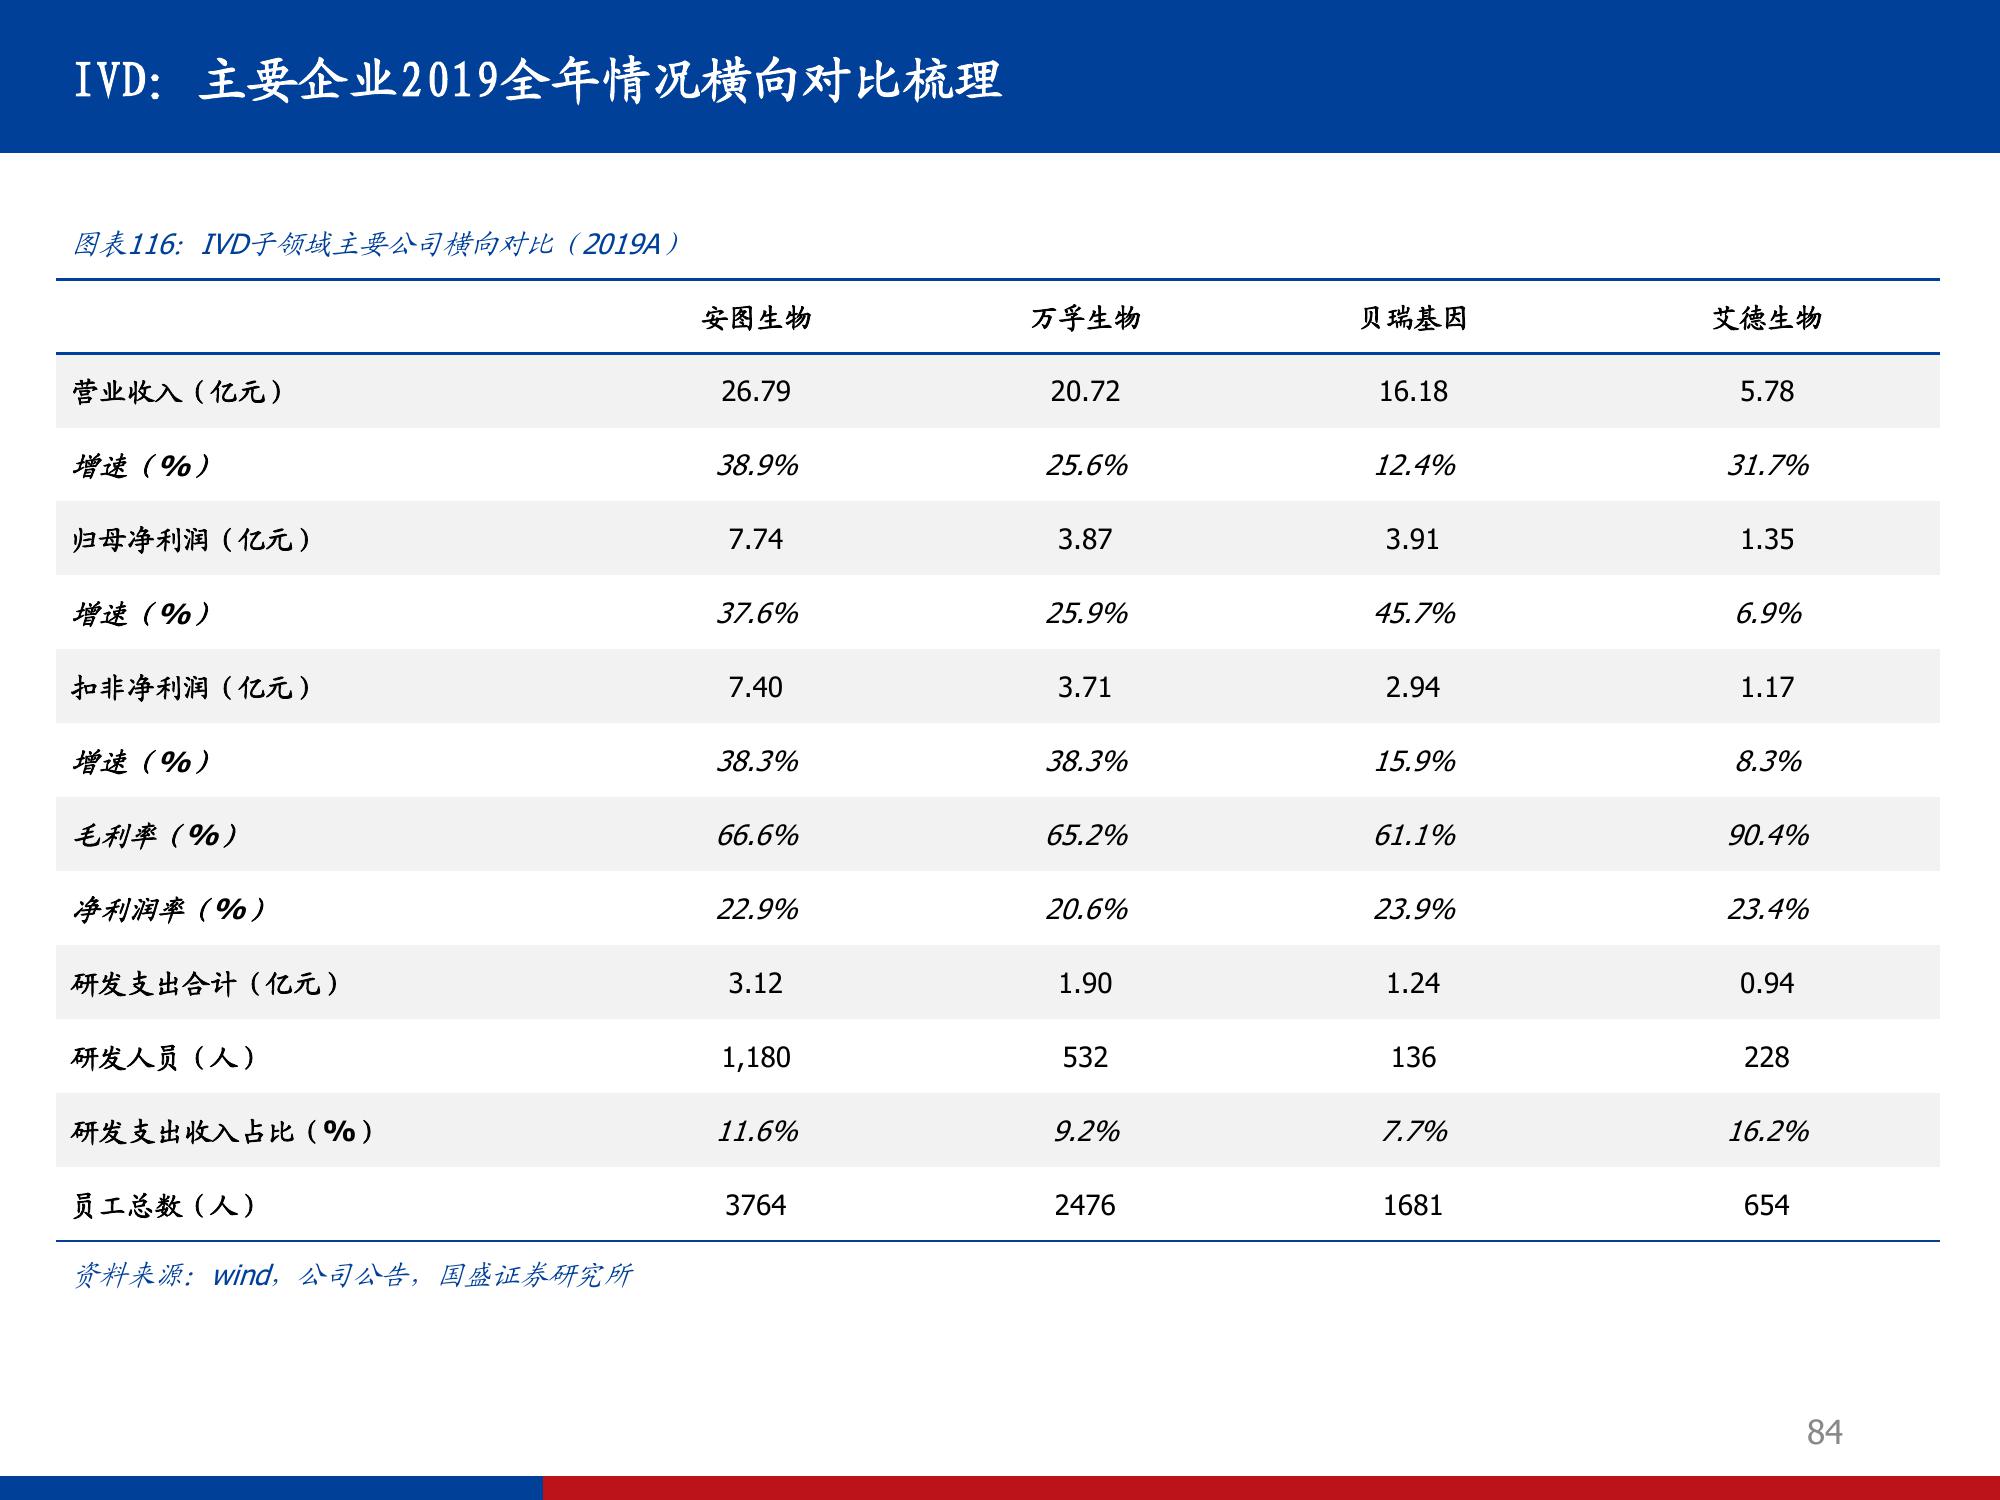 IVD：主要企业2019全年情况横向对比梳理
图表116：IVD子领域主要公司横向对比（2019A）
安图生物 万孚生物 贝瑞基因 艾德生物
营业收入（亿元） 26.79 20.72 16.18 5.78
增速（%） 38.9% 25.6% 12.4% 31.7%
归母净利润（亿元） 7.74 3.87 3.91 1.35
增速（%） 37.6% 25.9% 45.7% 6.9%
扣非净利润（亿元） 7.40 3.71 2.94 1.17
增速（%） 38.3% 38.3% 15.9% 8.3%
毛利率（%） 66.6% 65.2% 61.1% 90.4%
净利润率（%） 22.9% 20.6% 23.9% 23.4%
研发支出合计（亿元） 3.12 1.90 1.24 0.94
研发人员（人） 1,180 532 136 228
研发支出收入占比（%） 11.6% 9.2% 7.7% 16.2%
员工总数（人） 3764 2476 1681 654
资料来源：wind，公司公告，国盛证券研究所
84